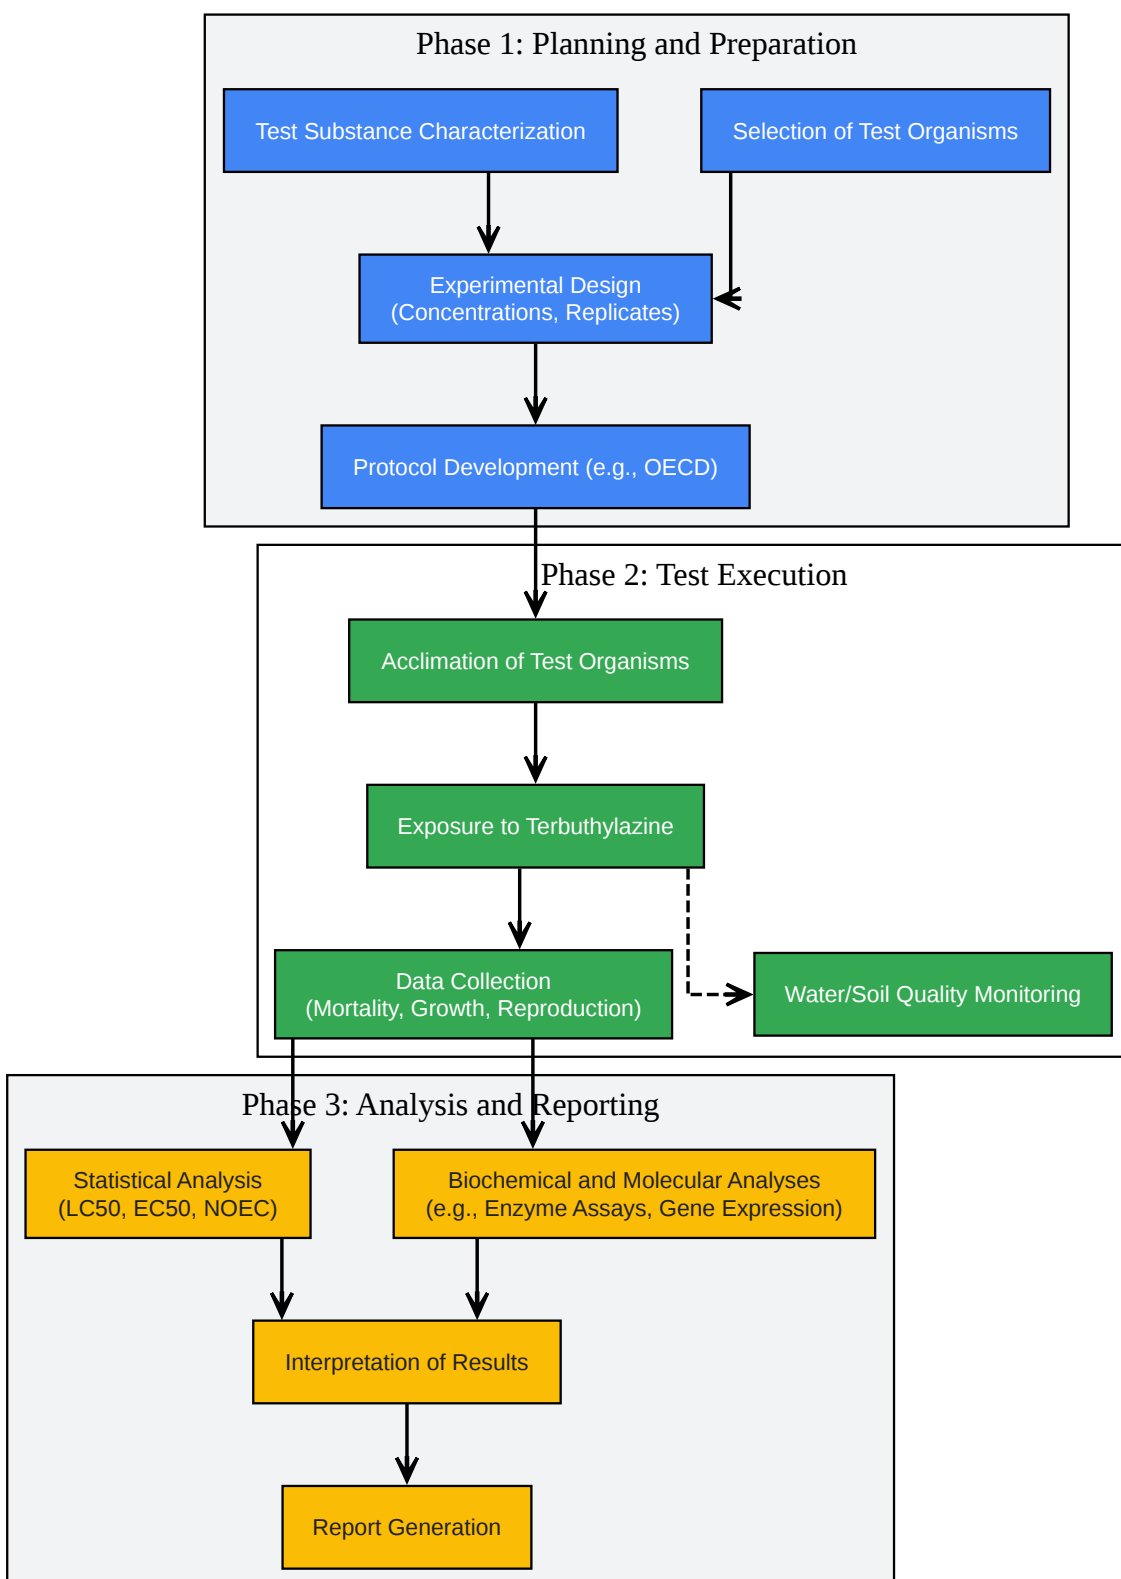 Phase 1: Planning and Preparation
Test Substance Characterization
Selection of Test Organisms
Experimental Design
(Concentrations, Replicates)
Protocol Development (e.g., OECD)
Phase 2: Test Execution
Acclimation of Test Organisms
Exposure to Terbuthylazine
Data Collection
(Mortality, Growth, Reproduction)
Water/Soil Quality Monitoring
Phase 3: Analysis and Reporting
Statistical Analysis
(LC50, EC50, NOEC)
Biochemical and Molecular Analyses
(e.g., Enzyme Assays, Gene Expression)
Interpretation of Results
Report Generation